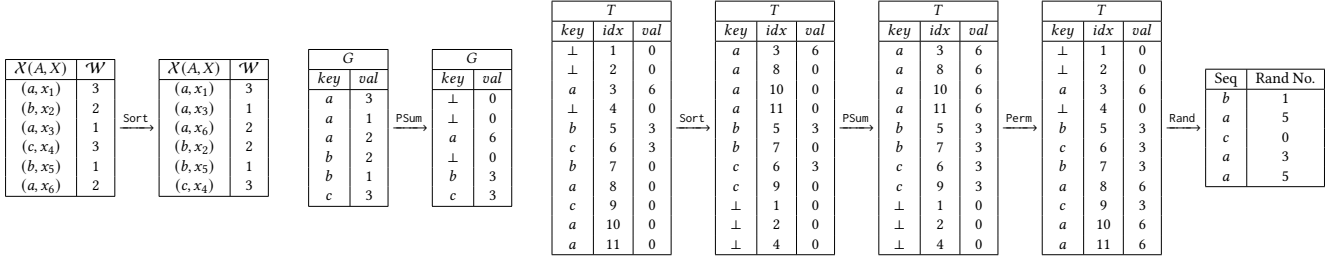 X(A, X) W
(a, x1) 3
(b, x2) 2
(a, x3) 1
(c, x4) 3
(b, x5) 1
(a, x6) 2
Sort
X(A, X) W
(a, x1) 3
(a, x3) 1
(a, x6) 2
(b, x2) 2
(b, x5) 1
(c, x4) 3
G
key val
a 3
a 1
a 2
b 2
b 1
c 3
PSum
G
key val
⊥ 0
⊥ 0
a 6
⊥ 0
b 3
c 3
T
key idx val
⊥ 1 0
⊥ 2 0
a 3 6
⊥ 4 0
b 5 3
c 6 3
b 7 0
a 8 0
c 9 0
a 10 0
a 11 0
Sort
T
key idx val
a 3 6
a 8 0
a 10 0
a 11 0
b 5 3
b 7 0
c 6 3
c 9 0
⊥ 1 0
⊥ 2 0
⊥ 4 0
PSum
T
key idx val
a 3 6
a 8 6
a 10 6
a 11 6
b 5 3
b 7 3
c 6 3
c 9 3
⊥ 1 0
⊥ 2 0
⊥ 4 0
Perm
T
key idx val
⊥ 1 0
⊥ 2 0
a 3 6
⊥ 4 0
b 5 3
c 6 3
b 7 3
a 8 6
c 9 3
a 10 6
a 11 6
Rand
Seq Rand No.
b 1
a 5
c 0
a 3
a 5